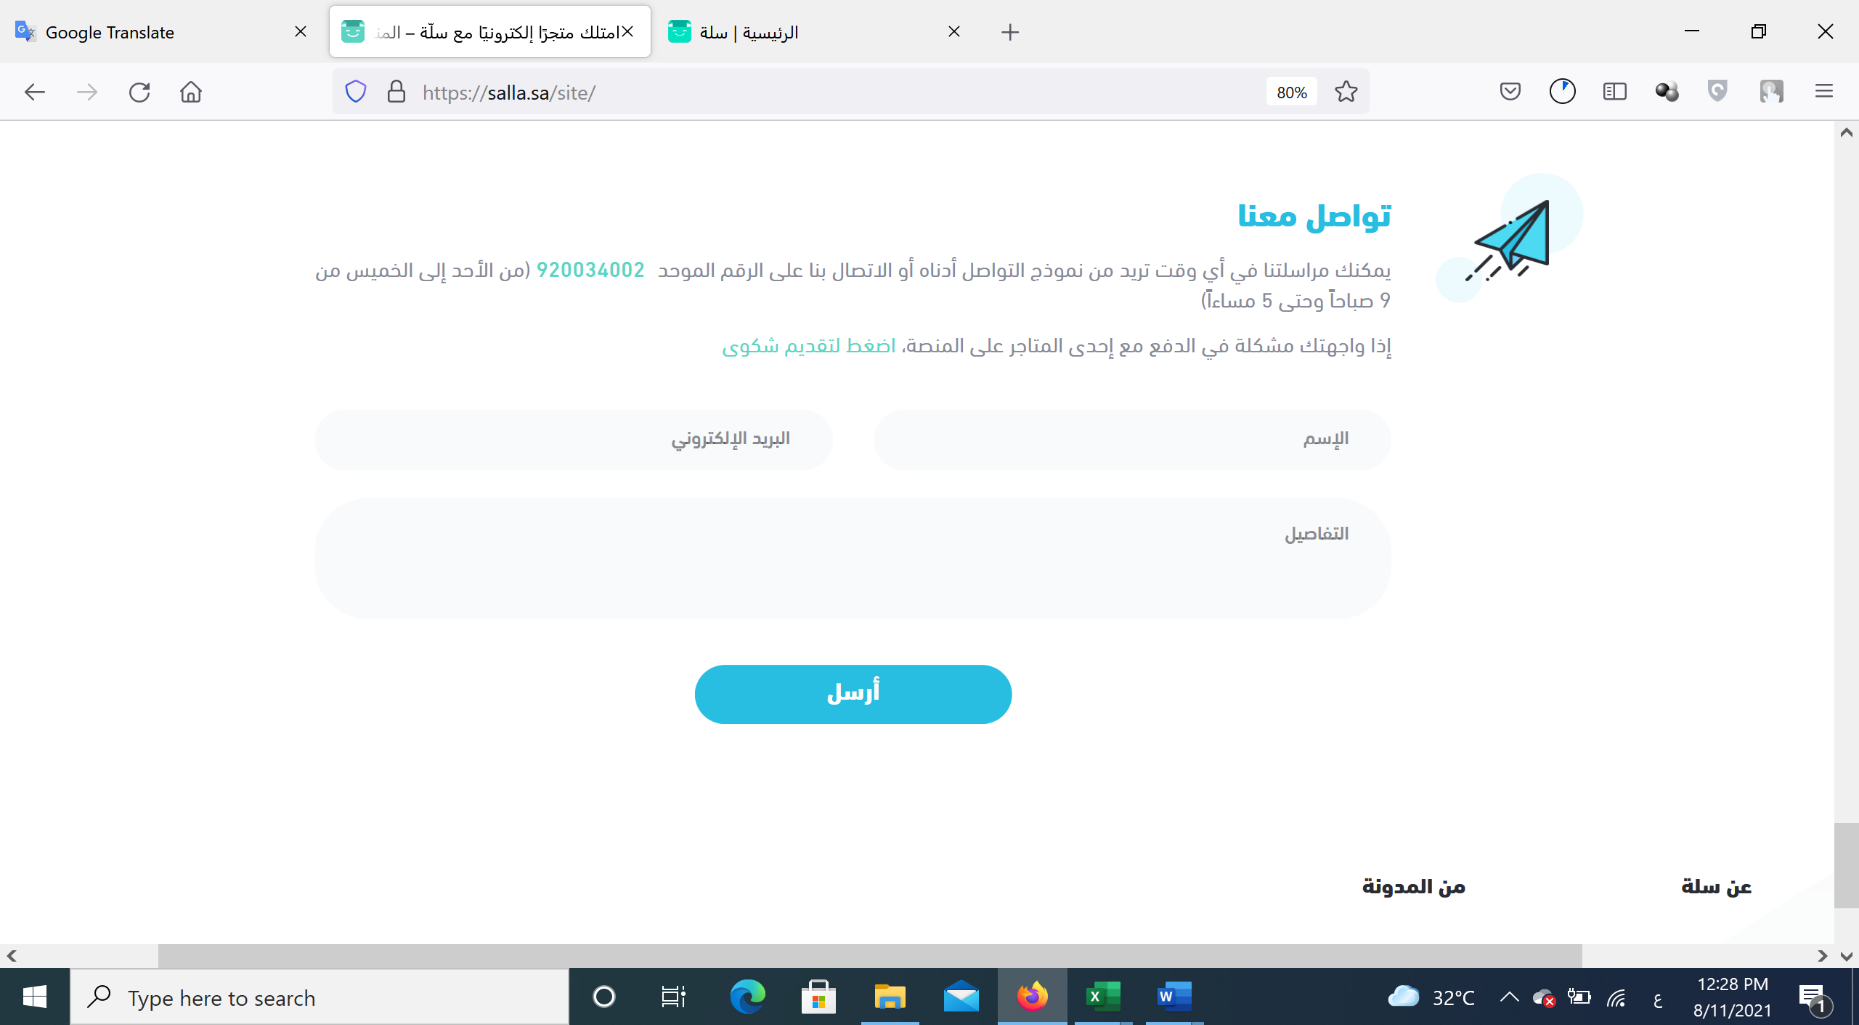 Google Translate
امتلك متجرًا إلكترونيًا مع سلّة – المن
الرئيسية | سلة
https://salla.sa/site/
80%
تواصل معنا
يمكنك مراسلتنا في أي وقت تريد من نموذج التواصل أدناه أو الاتصال بنا على الرقم الموحد 920034002 (من الأحد إلى الخميس من
9 صباحاً وحتى 5 مساءاً)
إذا واجهتك مشكلة في الدفع مع إحدى المتاجر على المنصة، اضغط لتقديم شكوى
الإسم
البريد الإلكتروني
التفاصيل
أرسل
عن سلة
من المدونة
Type here to search
32°C
ع
12:28 PM
8/11/2021
1